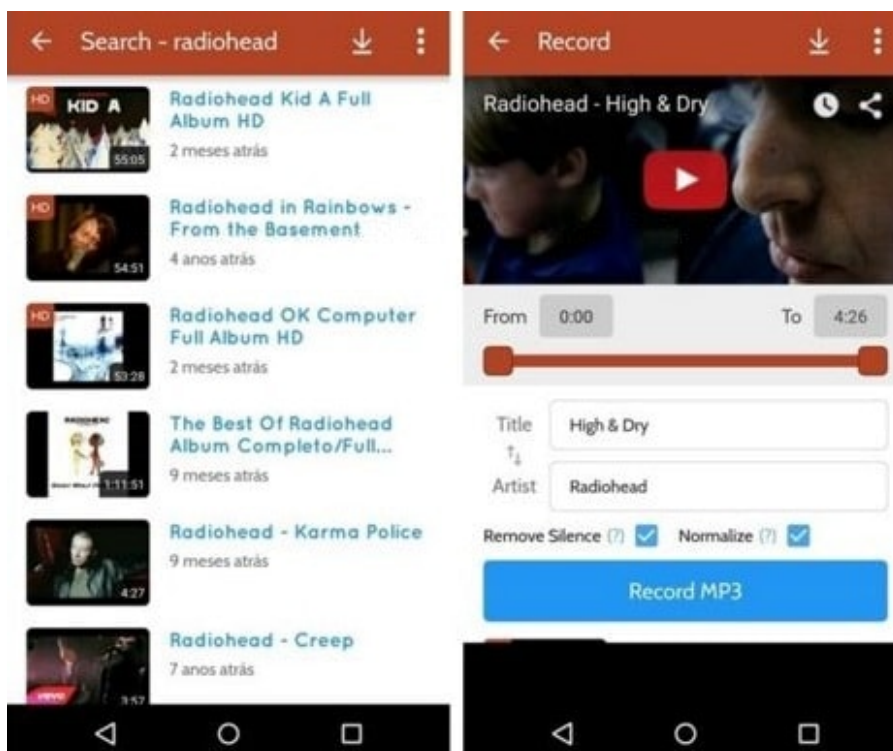 Search - radiohead
HD
KID A
55:05
Radiohead Kid A Full
Album HD
2 meses atrás
HD
54:51
Radiohead in Rainbows -
From the Basement
4 anos atrás
HD
53:28
Radiohead OK Computer
Full Album HD
2 meses atrás
RADIOHEAD
1:11:51
The Best Of Radiohead
Album Completo/Full...
9 meses atrás
4:27
Radiohead - Karma Police
9 meses atrás
vevo
3:57
Radiohead - Creep
7 anos atrás
Record
Radiohead - High & Dry
From 0:00 To 4:26
Title High & Dry
Artist Radiohead
Remove Silence (?) Normalize (?)
Record MP3